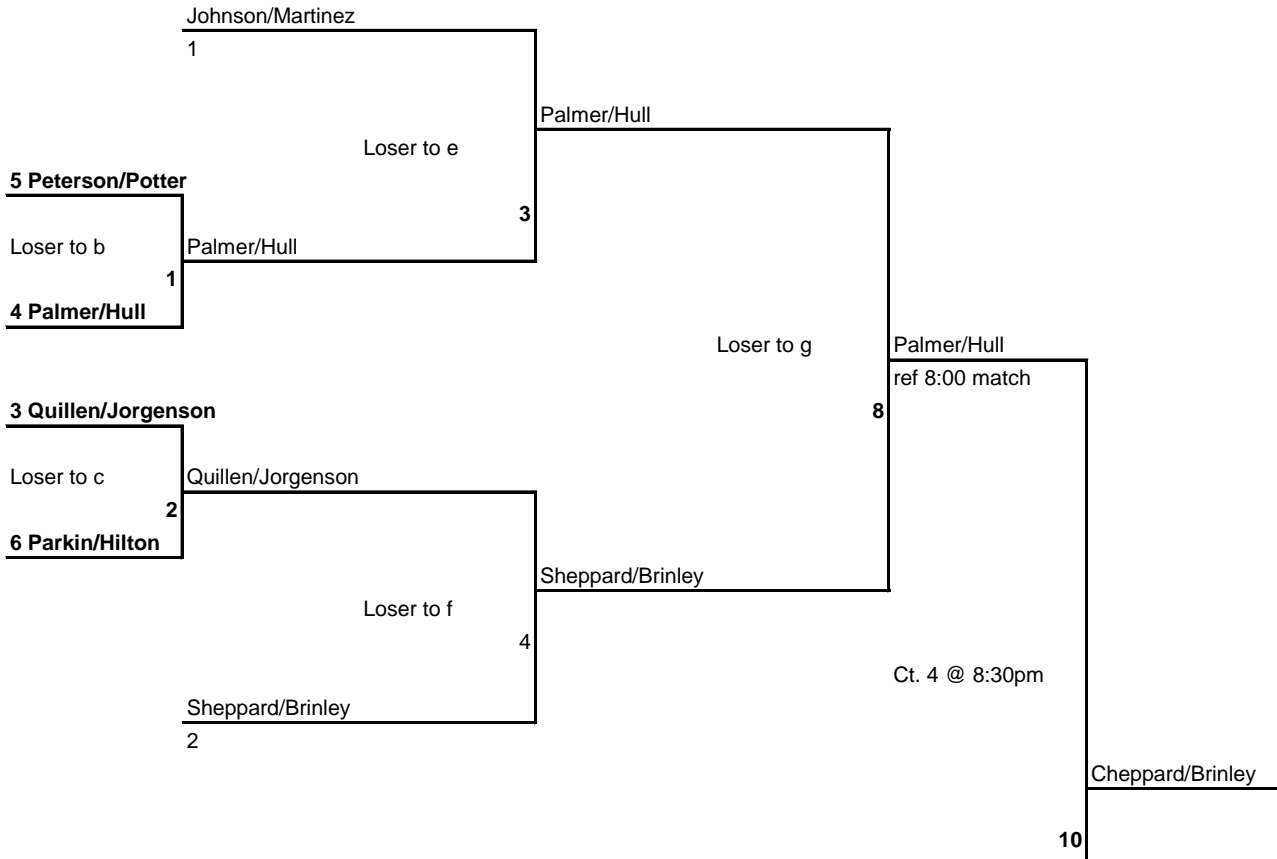 Johnson/Martinez
1
Palmer/Hull
Loser to e
5 Peterson/Potter
3
Loser to b
Palmer/Hull
1
4 Palmer/Hull
Loser to g
Palmer/Hull
ref 8:00 match
3 Quillen/Jorgenson
8
Loser to c
Quillen/Jorgenson
2
6 Parkin/Hilton
Sheppard/Brinley
Loser to f
4
Ct. 4 @ 8:30pm
Sheppard/Brinley
2
Cheppard/Brinley
10